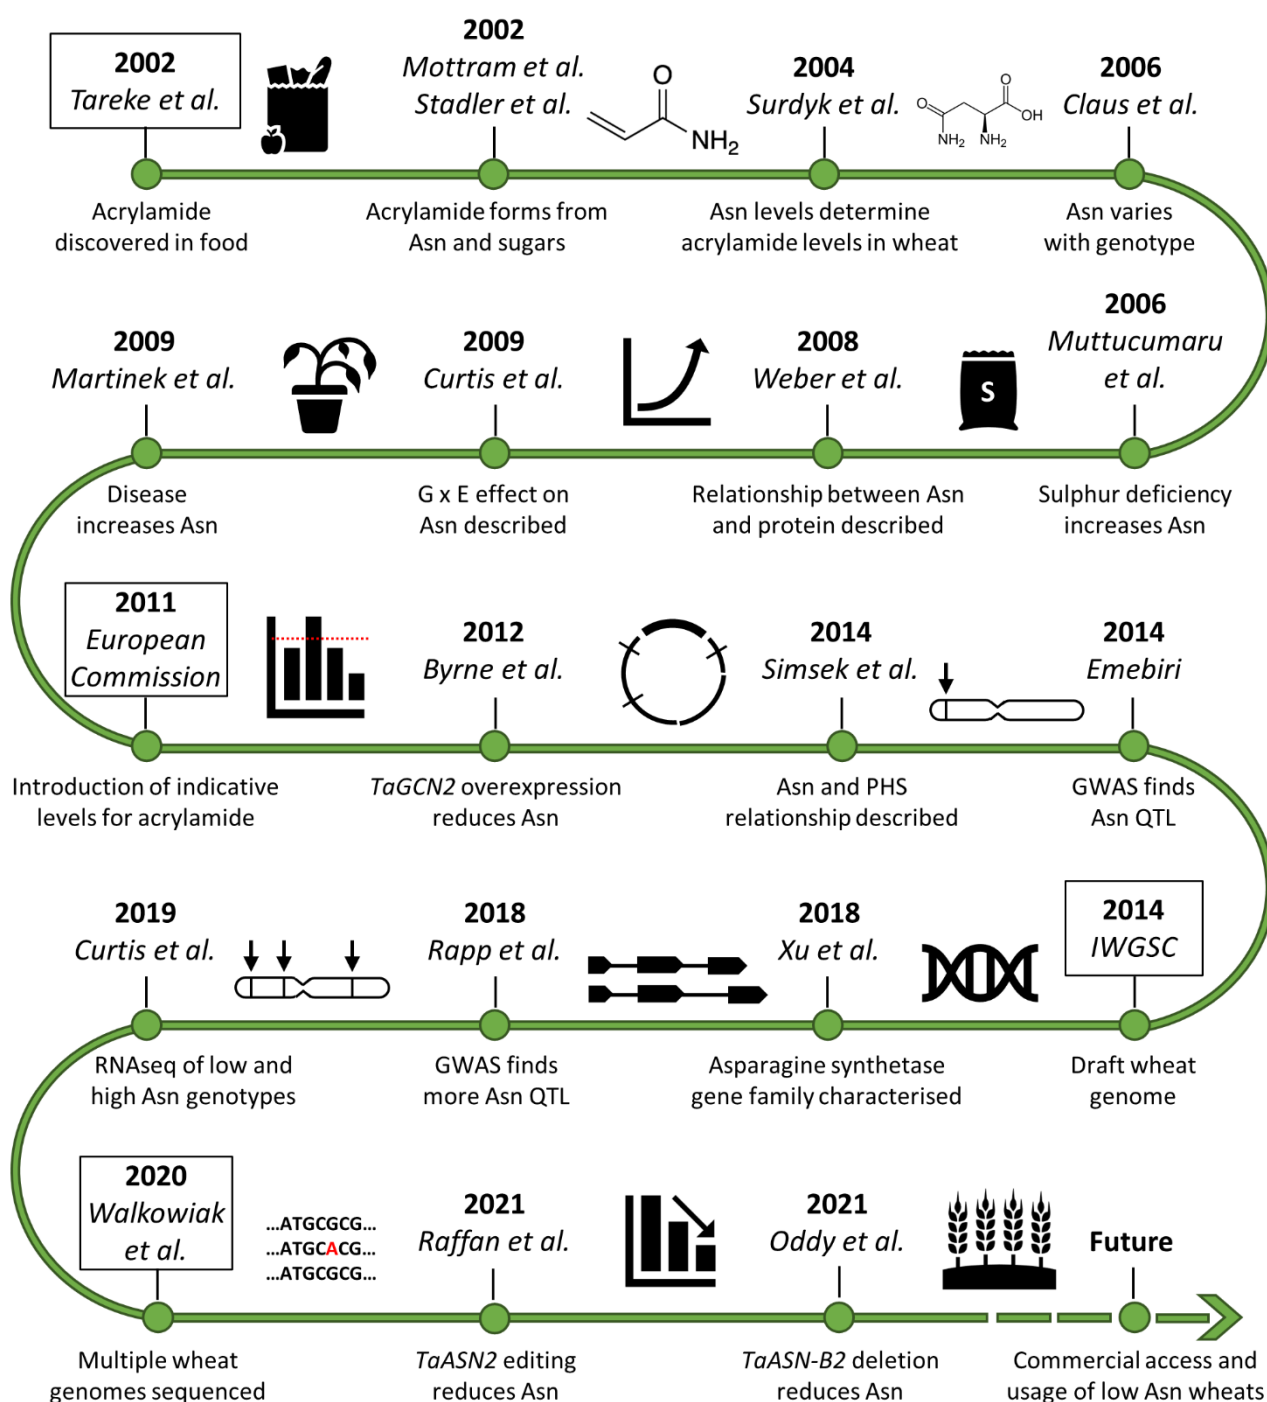 2002
Tareke et al.
Acrylamide
discovered in food
2002
Mottram et al.
Stadler et al.
Acrylamide forms from
Asn and sugars
O
NH2
2004
Surdyk et al.
Asn levels determine
acrylamide levels in wheat
O
O
OH
NH2
NH2
2006
Claus et al.
Asn varies
with genotype
2006
Muttucumaru
et al.
Sulphur deficiency
increases Asn
S
2008
Weber et al.
Relationship between Asn
and protein described
2009
Curtis et al.
G x E effect on
Asn described
2009
Martinek et al.
Disease
increases Asn
2011
European
Commission
Introduction of indicative
levels for acrylamide
2012
Byrne et al.
TaGCN2 overexpression
reduces Asn
2014
Simsek et al.
Asn and PHS
relationship described
2014
Emebiri
GWAS finds
Asn QTL
2014
IWGSC
Draft wheat
genome
2018
Xu et al.
Asparagine synthetase
gene family characterised
2018
Rapp et al.
GWAS finds
more Asn QTL
2019
Curtis et al.
RNAseq of low and
high Asn genotypes
2020
Walkowiak
et al.
Multiple wheat
genomes sequenced
...ATGCGCG...
...ATGCACG...
...ATGCGCG...
2021
Raffan et al.
TaASN2 editing
reduces Asn
2021
Oddy et al.
TaASN-B2 deletion
reduces Asn
Future
Commercial access and
usage of low Asn wheats